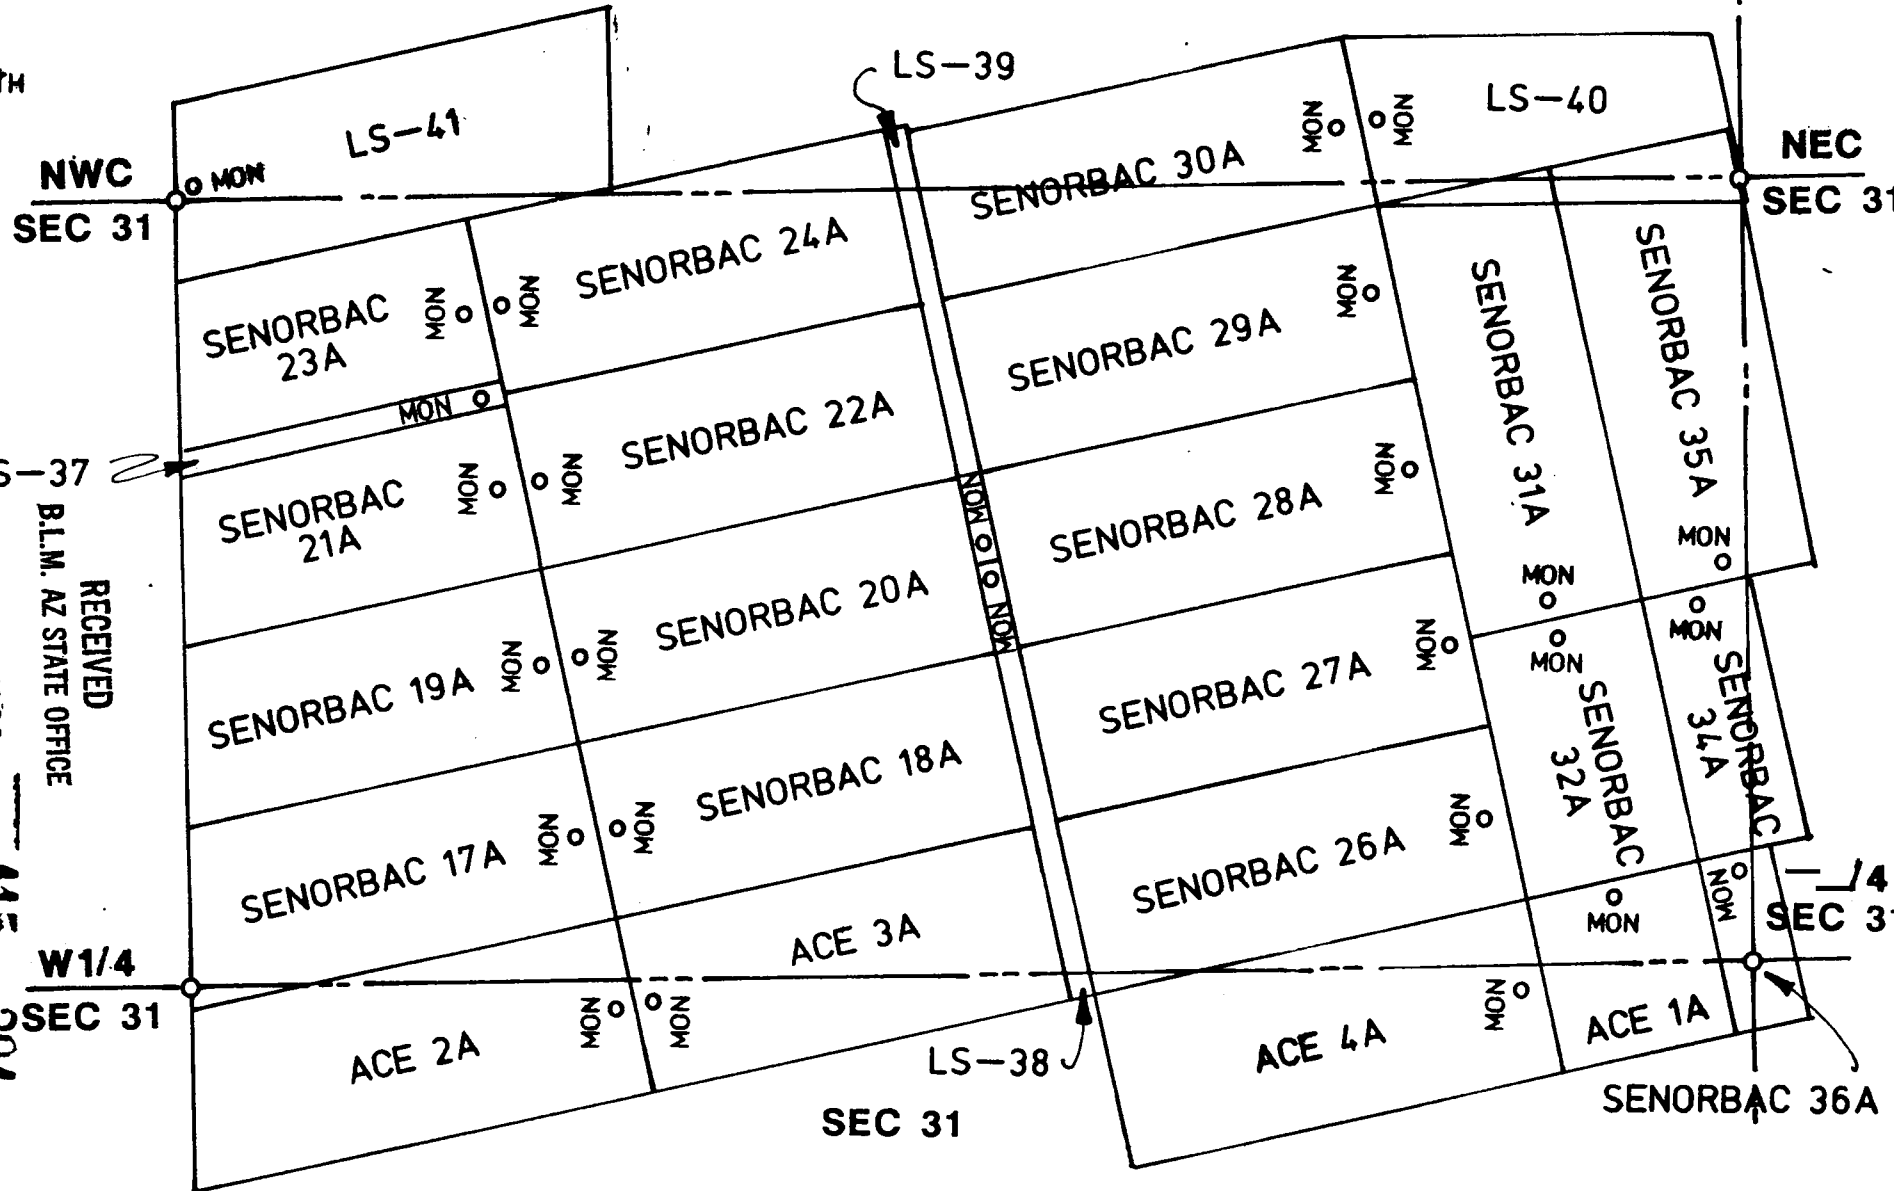 LS-39
LS-41
LS-40
MON
MON
NWC
MON
NEC
SEC 31
SENORBAC 30A
SEC 31
SENORBAC 24A
SENORBAC
23A
MON
MON
MON
SENORBAC 29A
SENORBAC 31A
SENORBAC 35A
MON
SENORBAC 22A
S-37
SENORBAC
21A
MON
MON
MON
SENORBAC 28A
MON
MON
MON
RECEIVED
B.L.M. AZ STATE OFFICE
SENORBAC 19A
MON
MON
SENORBAC 20A
MON
SENORBAC 27A
MON
MON
MON
SENORBAC
32A
SENORBAC
34A
SENORBAC 17A
MON
MON
SENORBAC 18A
SENORBAC 26A
MON
MON
MON
/4
SEC 31
W1/4
SEC 31
ACE 3A
ACE 2A
MON
MON
LS-38
ACE 4A
MON
ACE 1A
SEC 31
SENORBAC 36A